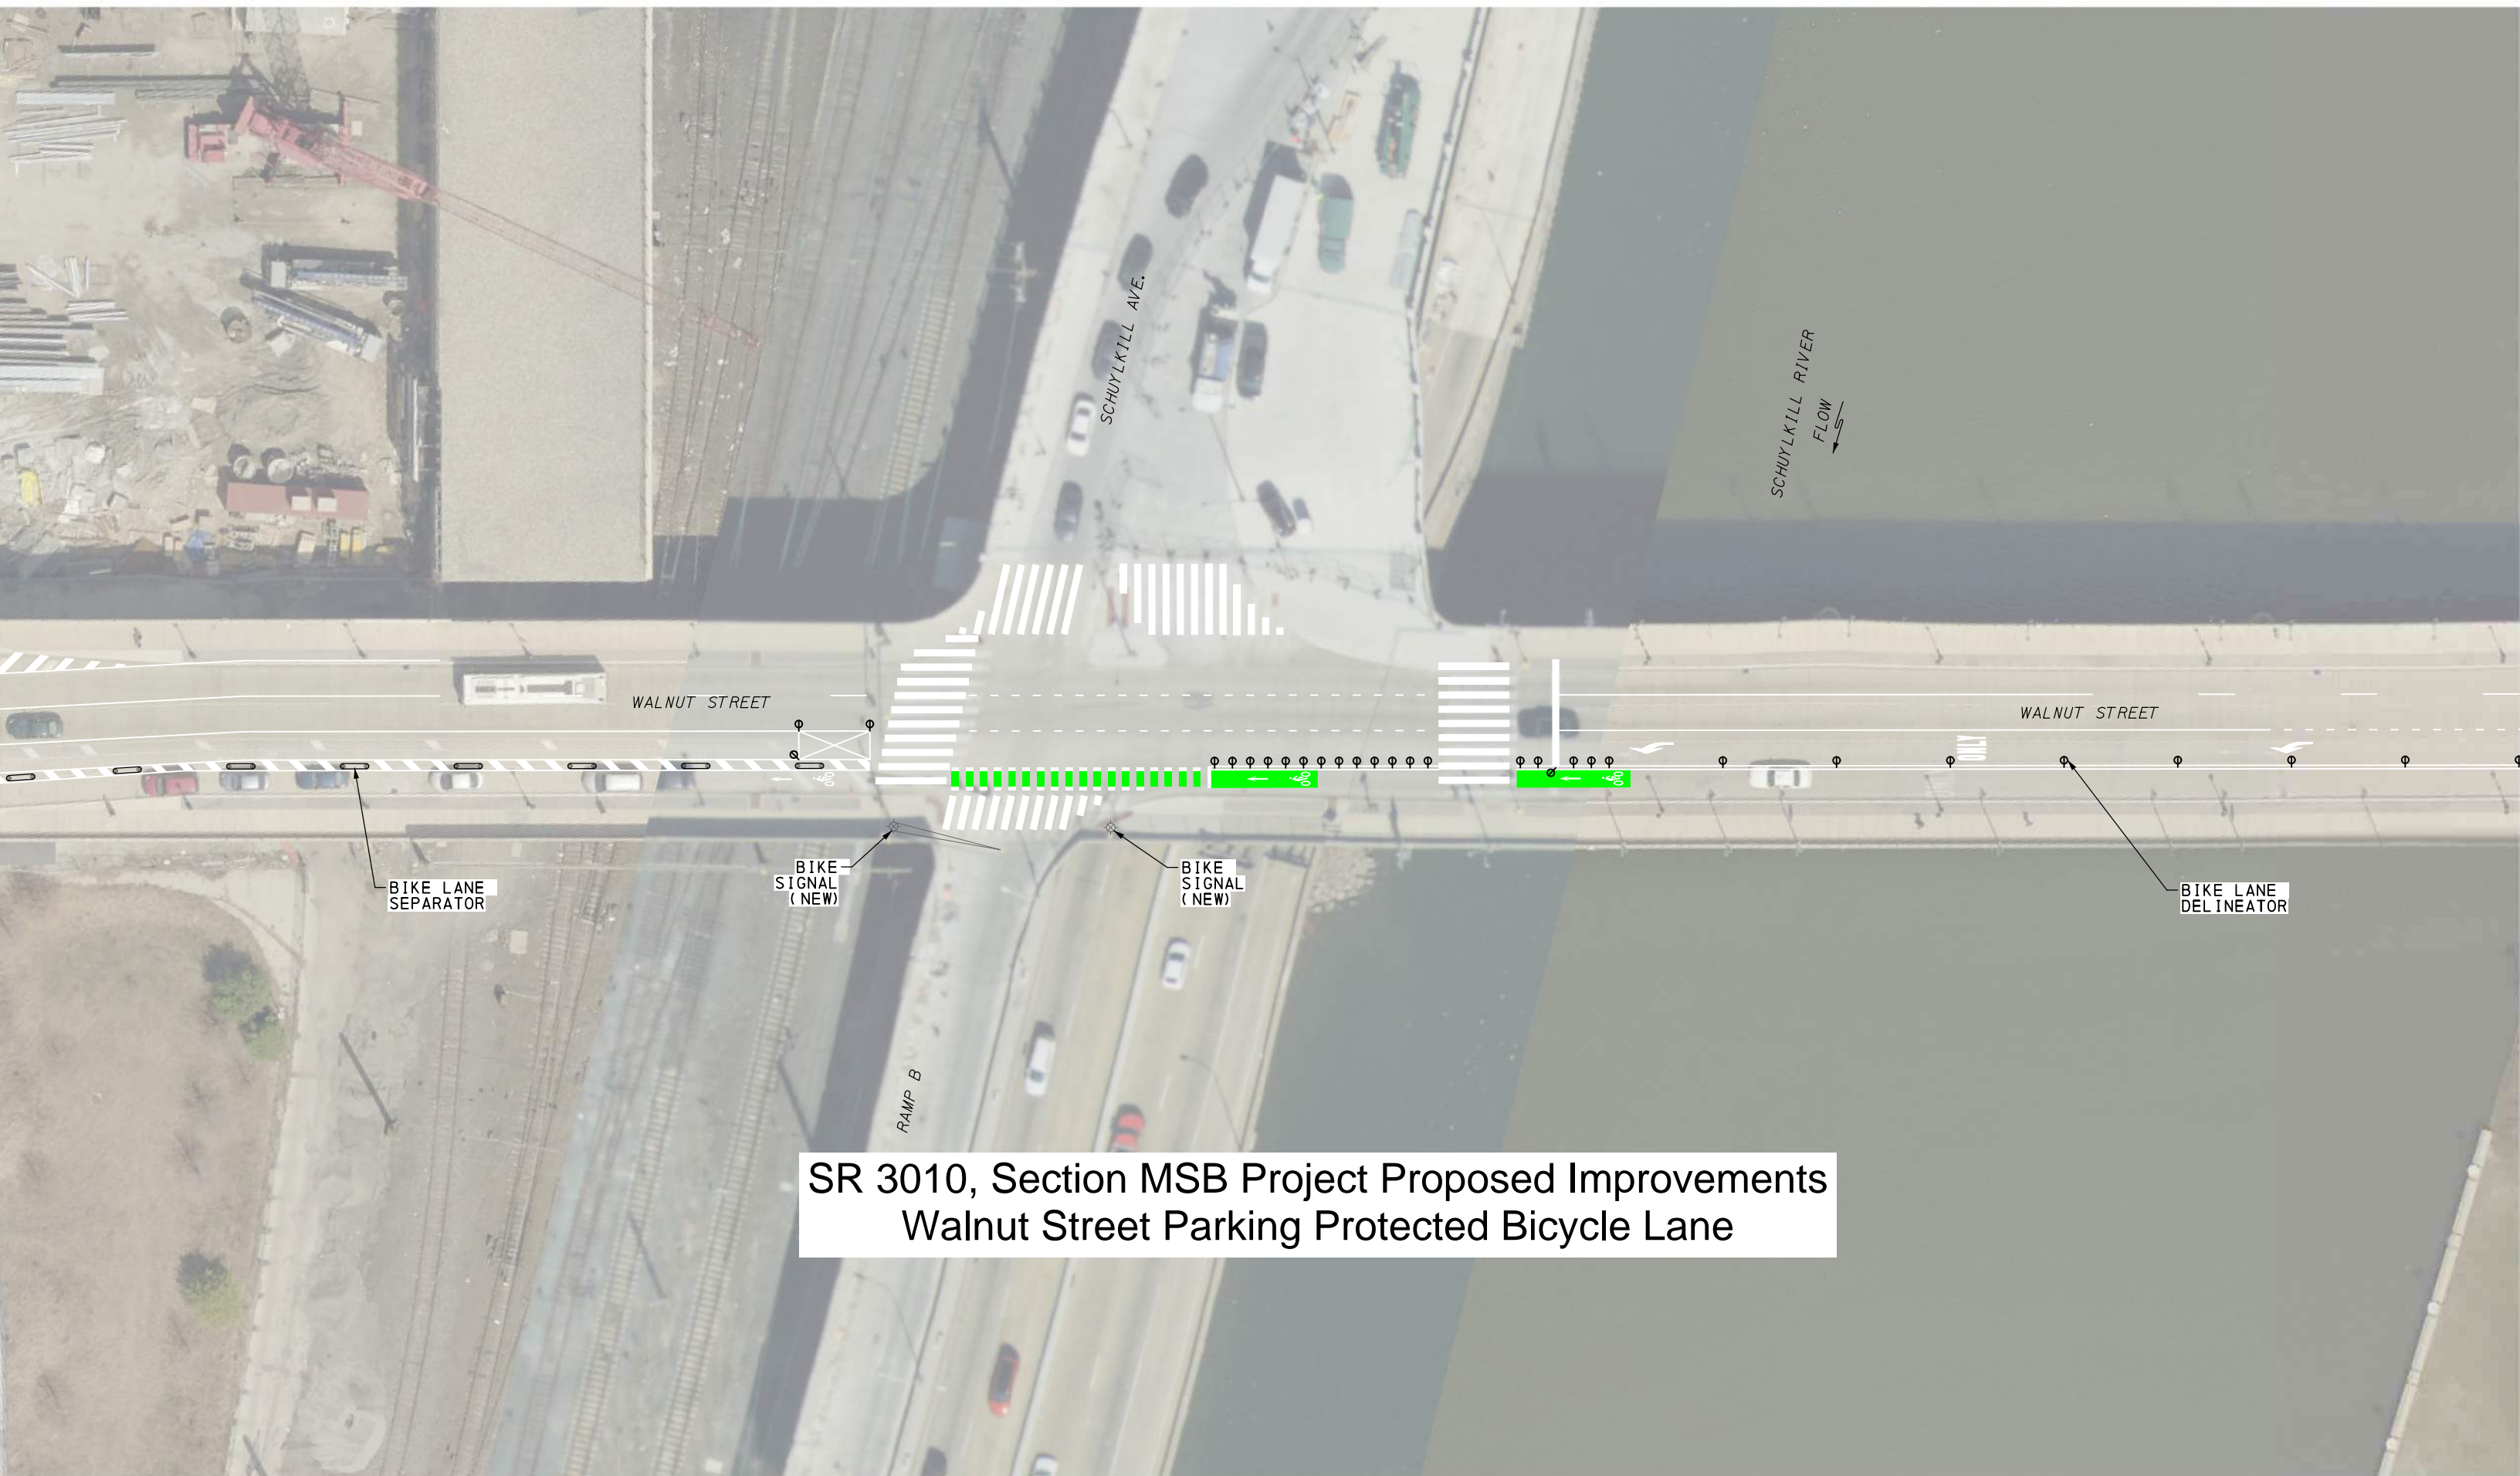 SCHUYLKILL AVE.
SCHUYLKILL RIVER
FLOW
WALNUT STREET
WALNUT STREET
ONLY
BIKE LANE
SEPARATOR
BIKE
SIGNAL
(NEW)
BIKE
SIGNAL
(NEW)
BIKE LANE
DELINEATOR
RAMP B
SR 3010, Section MSB Project Proposed Improvements
Walnut Street Parking Protected Bicycle Lane